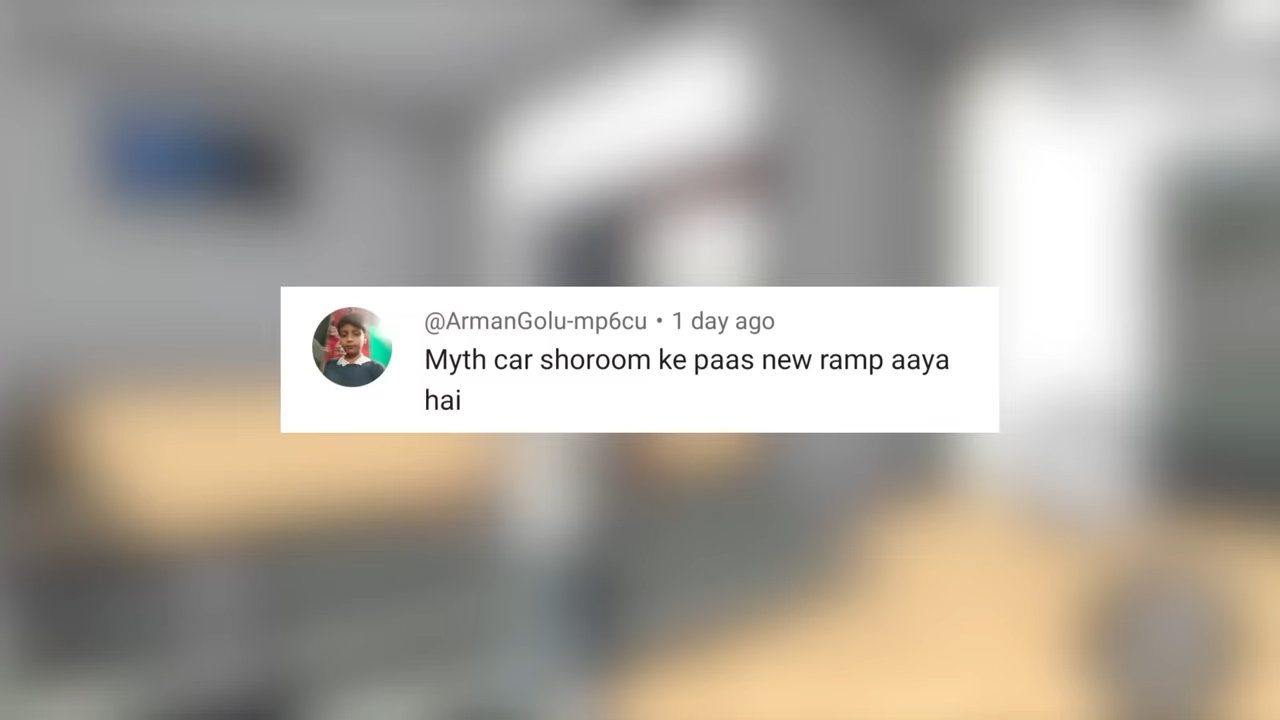 @ArmanGolu-mp6cu • 1 day ago
Myth car shoroom ke paas new ramp aaya
hai